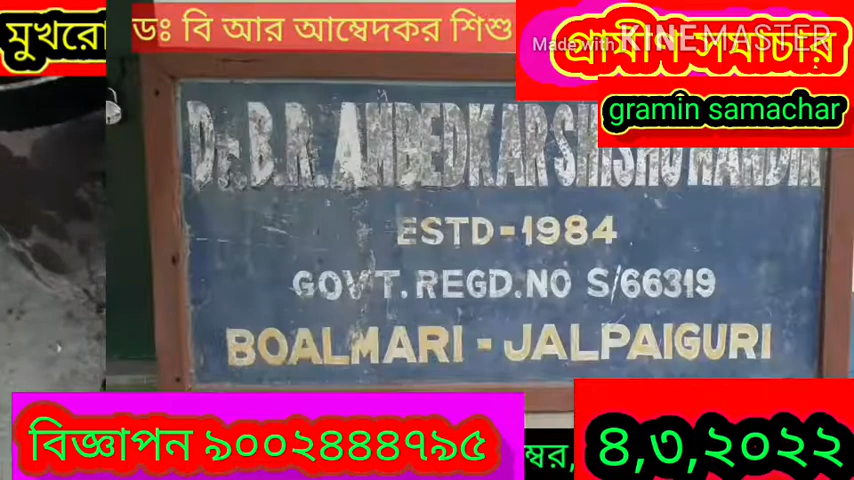 মুখরো
ডঃ বি আর আম্বেদকর শিশু
Made with KINEMASTER
গ্রামীন সমাচার
gramin samachar
Dr. B.R. AMBEDKAR SHISHU MANDIR
ESTD-1984
GOVT. REGD. NO S/66319
BOALMARI - JALPAIGURI
বিজ্ঞাপন ৯০০২৪৪৪৭৯৫
ম্বর,
৪,৩,২০২২